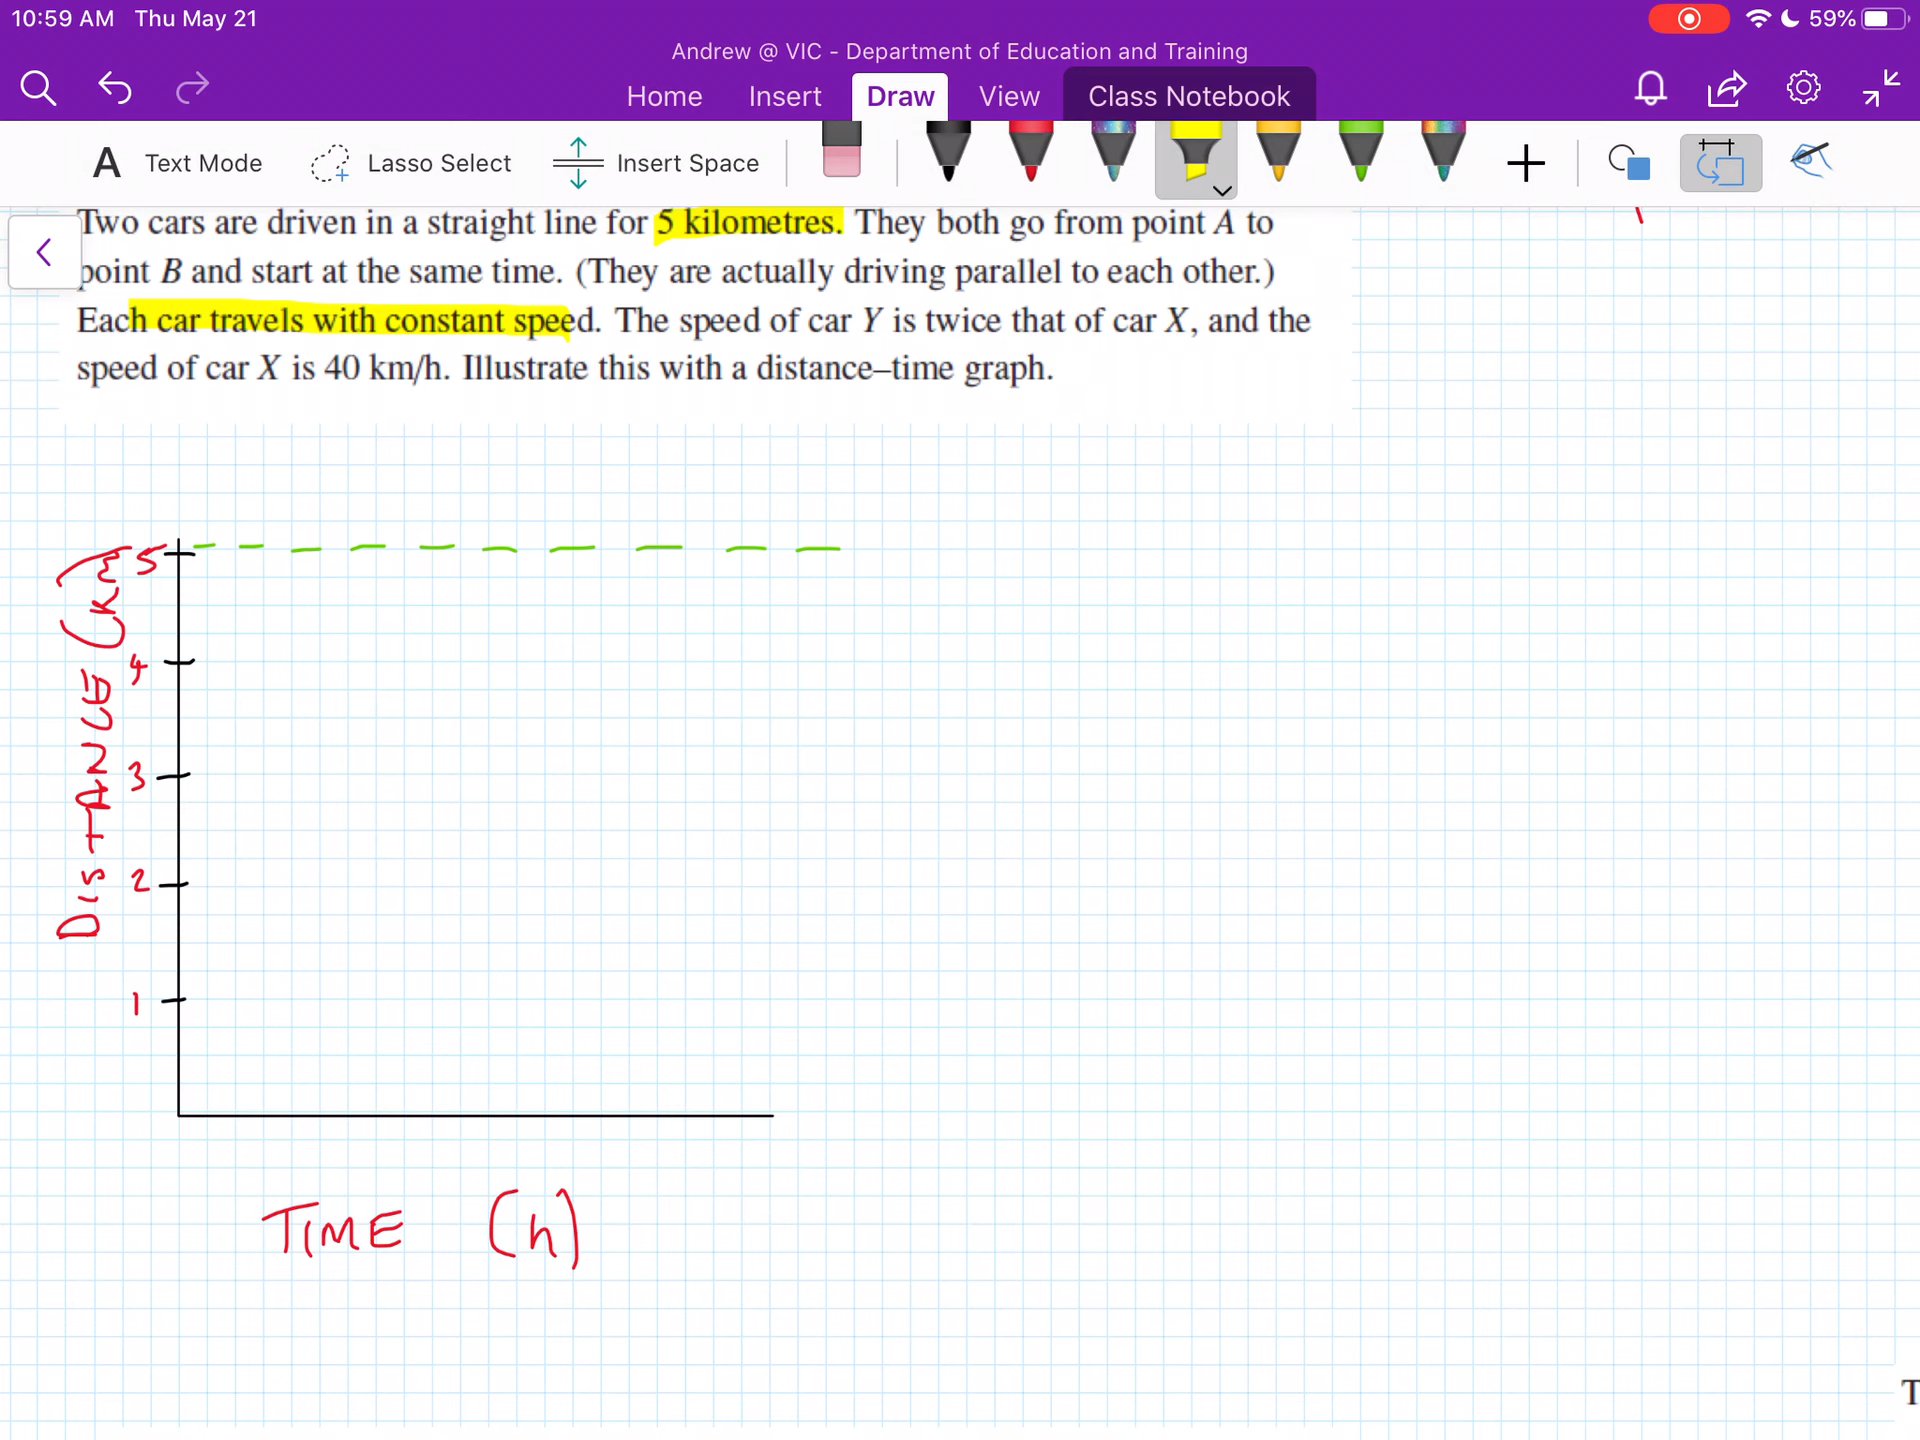 10:59 AM Thu May 21
59%
Andrew @ VIC - Department of Education and Training
Home Insert Draw View Class Notebook
A Text Mode Lasso Select Insert Space
Two cars are driven in a straight line for 5 kilometres. They both go from point A to
point B and start at the same time. (They are actually driving parallel to each other.)
Each car travels with constant speed. The speed of car Y is twice that of car X, and the
speed of car X is 40 km/h. Illustrate this with a distance–time graph.
DISTANCE (km)
5
4
3
2
1
TIME (h)
T